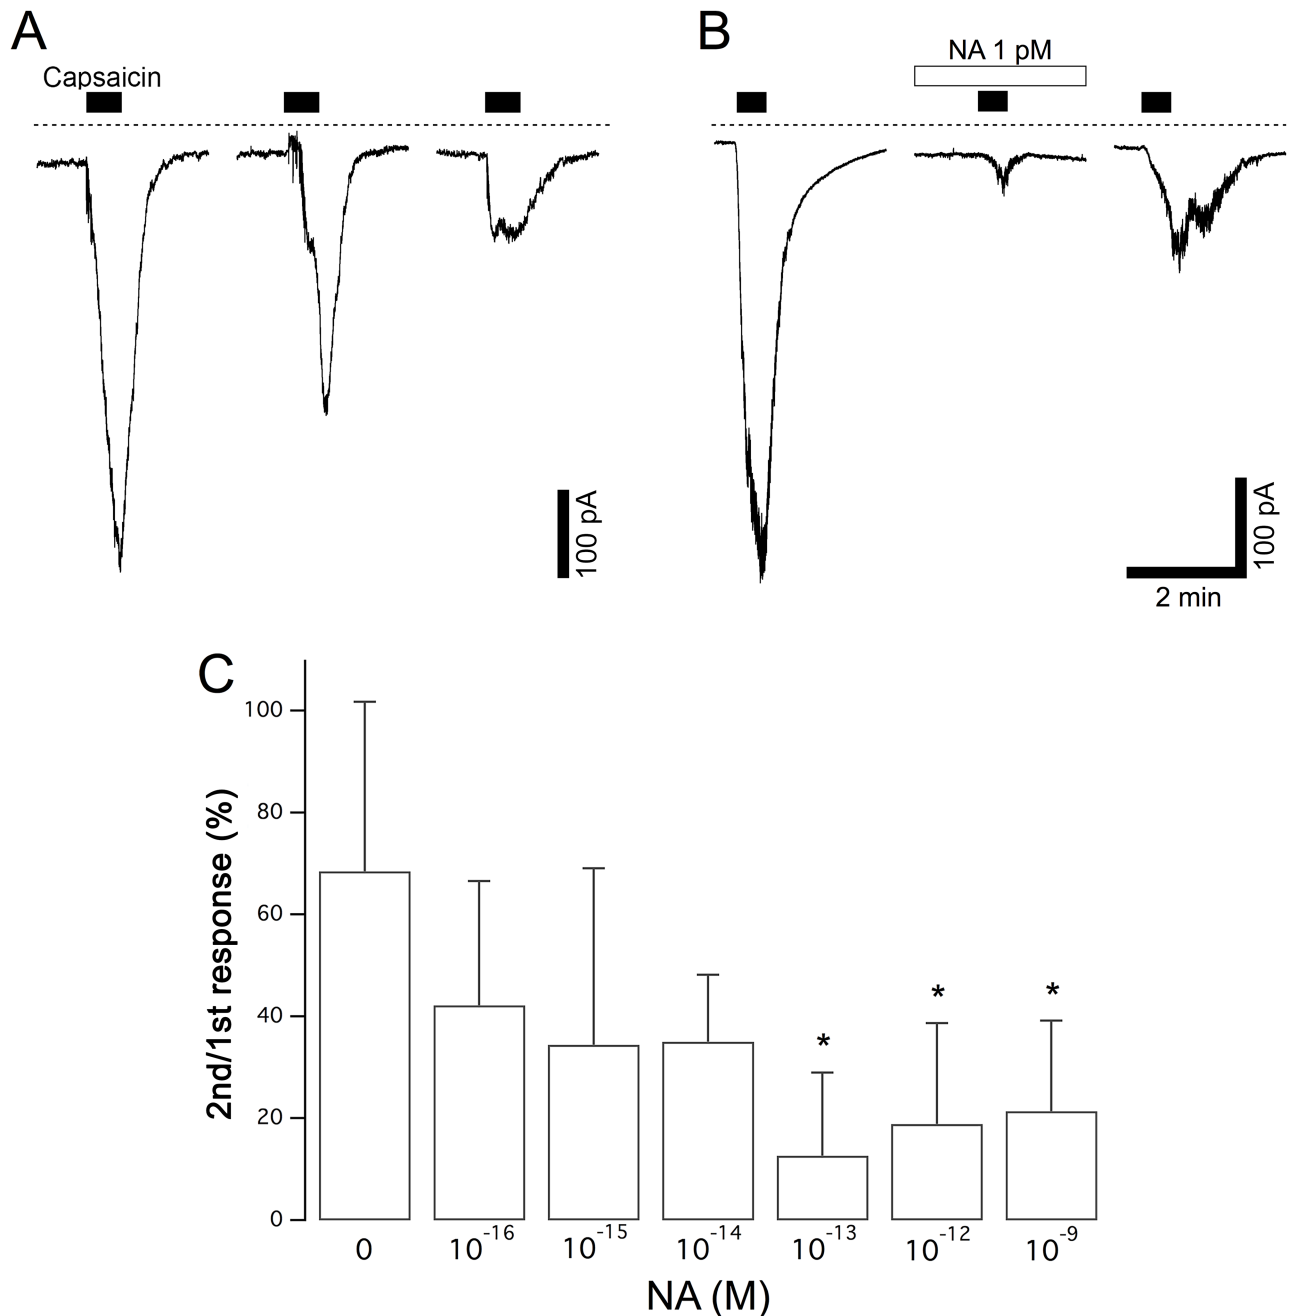 A
B
Capsaicin
NA 1 pM
100 pA
100 pA
2 min
C
2nd/1st response (%)
100
80
60
40
20
0
0
10⁻¹⁶
10⁻¹⁵
10⁻¹⁴
10⁻¹³
10⁻¹²
10⁻⁹
*
*
*
NA (M)